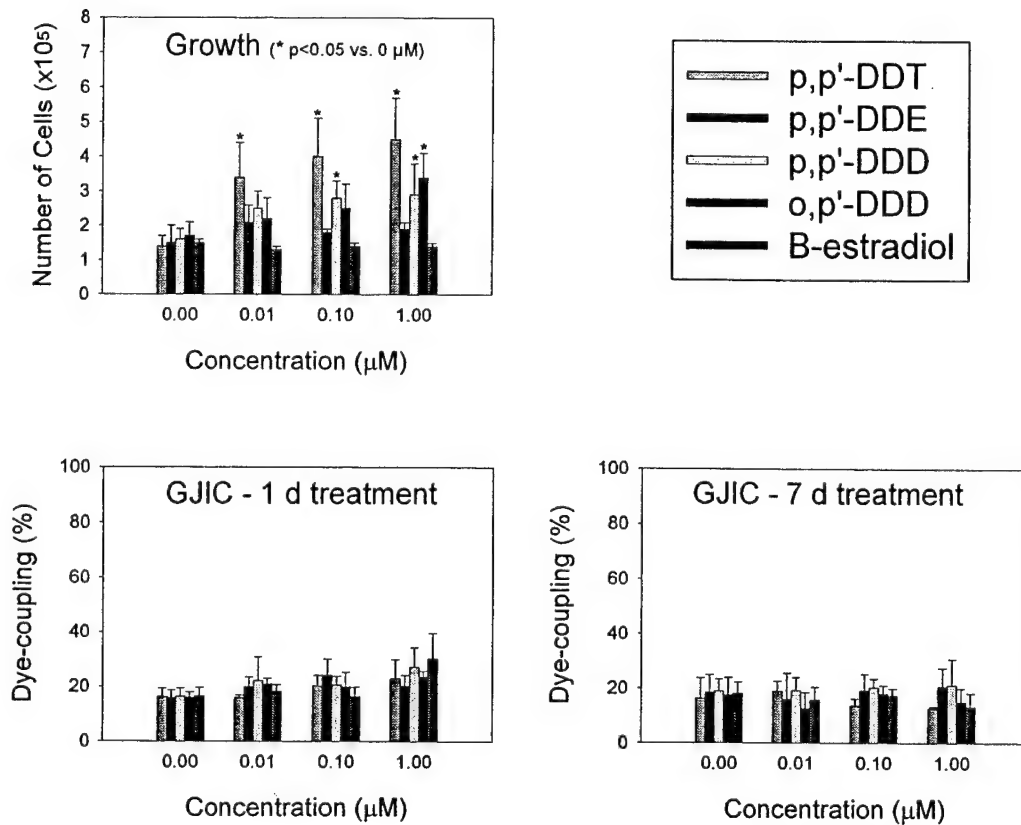 Growth (* p<0.05 vs. 0 µM)
Number of Cells (x10⁵)
8
7
6
5
4
3
2
1
0
* * * * * *
0.00 0.01 0.10 1.00
Concentration (µM)
p,p'-DDT
p,p'-DDE
p,p'-DDD
o,p'-DDD
B-estradiol
GJIC - 1 d treatment
Dye-coupling (%)
100
80
60
40
20
0
0.00 0.01 0.10 1.00
Concentration (µM)
GJIC - 7 d treatment
Dye-coupling (%)
100
80
60
40
20
0
0.00 0.01 0.10 1.00
Concentration (µM)